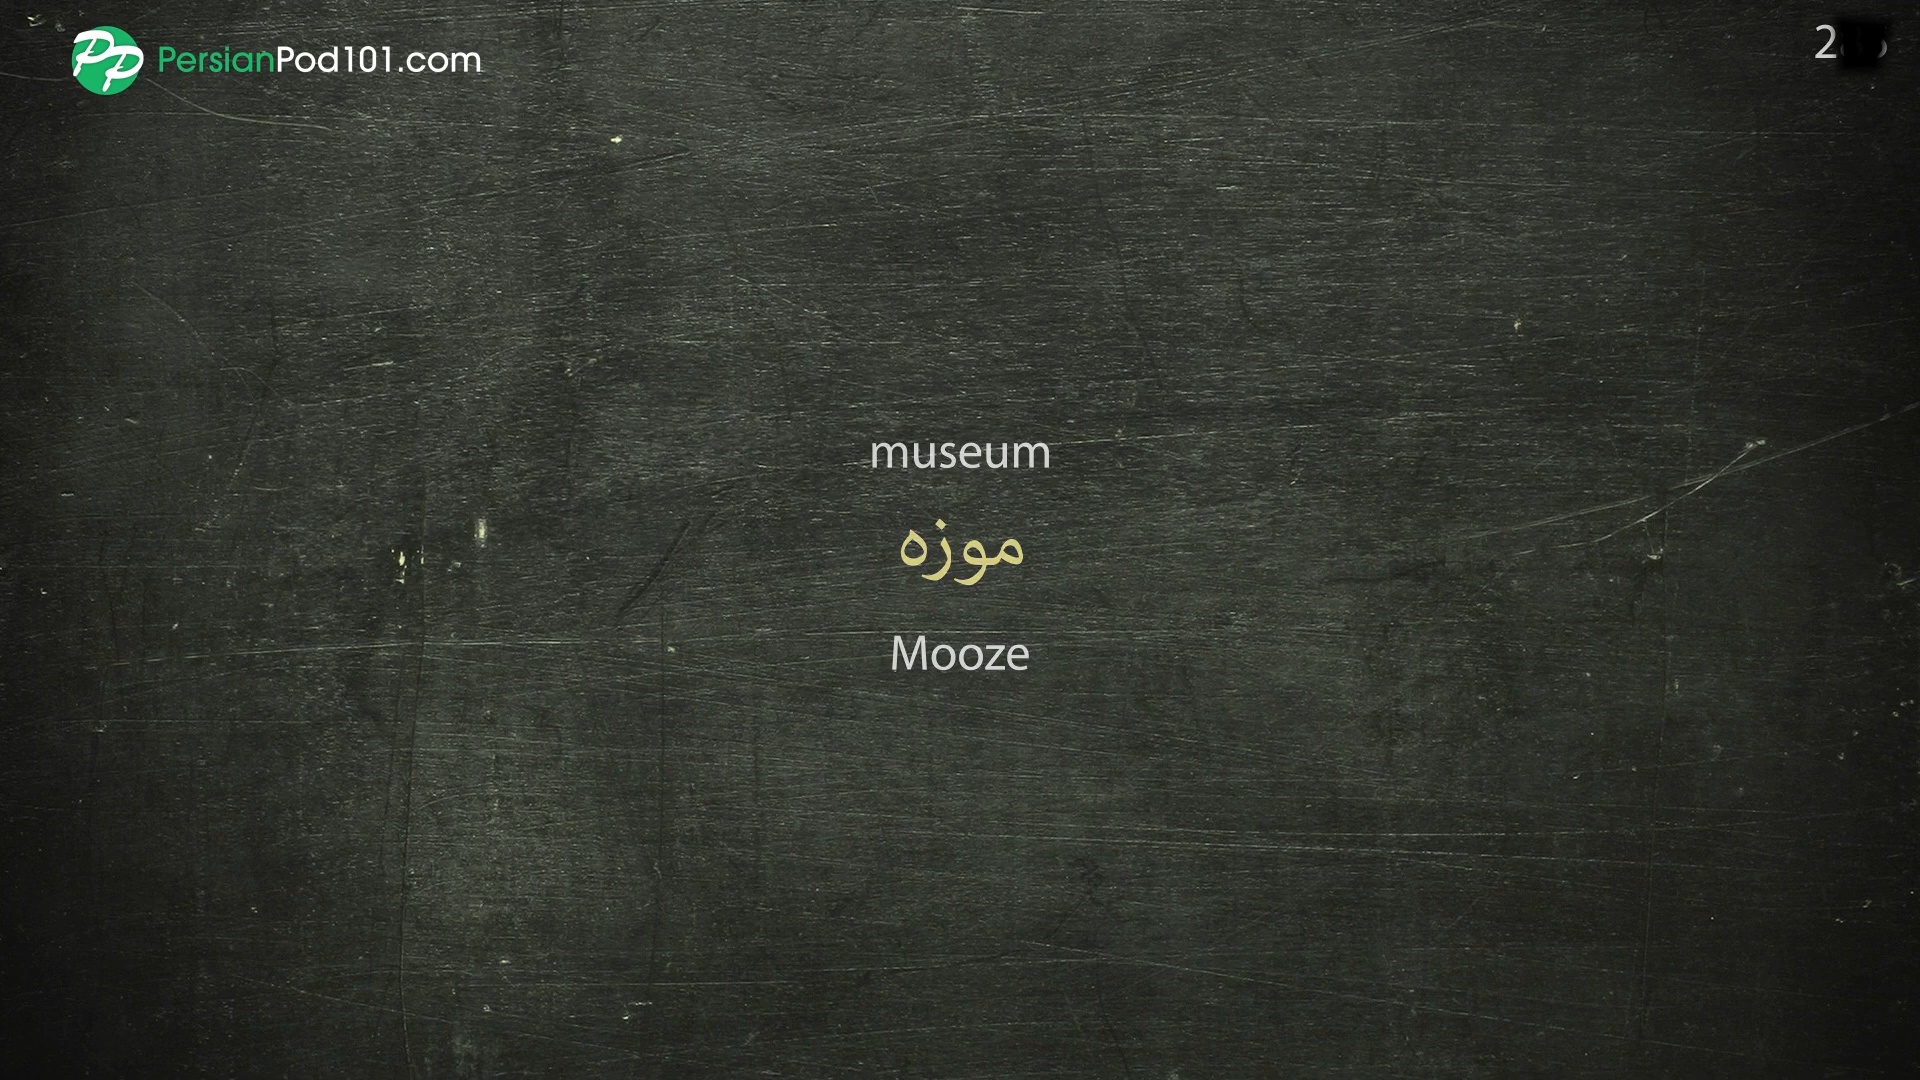 PersianPod101.com
museum
موزه
Mooze